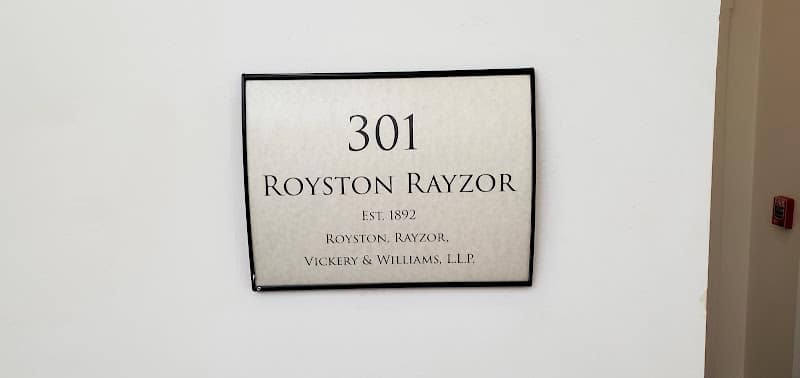 301
ROYSTON RAYZOR
EST. 1892
ROYSTON, RAYZOR,
VICKERY & WILLIAMS, L.L.P.